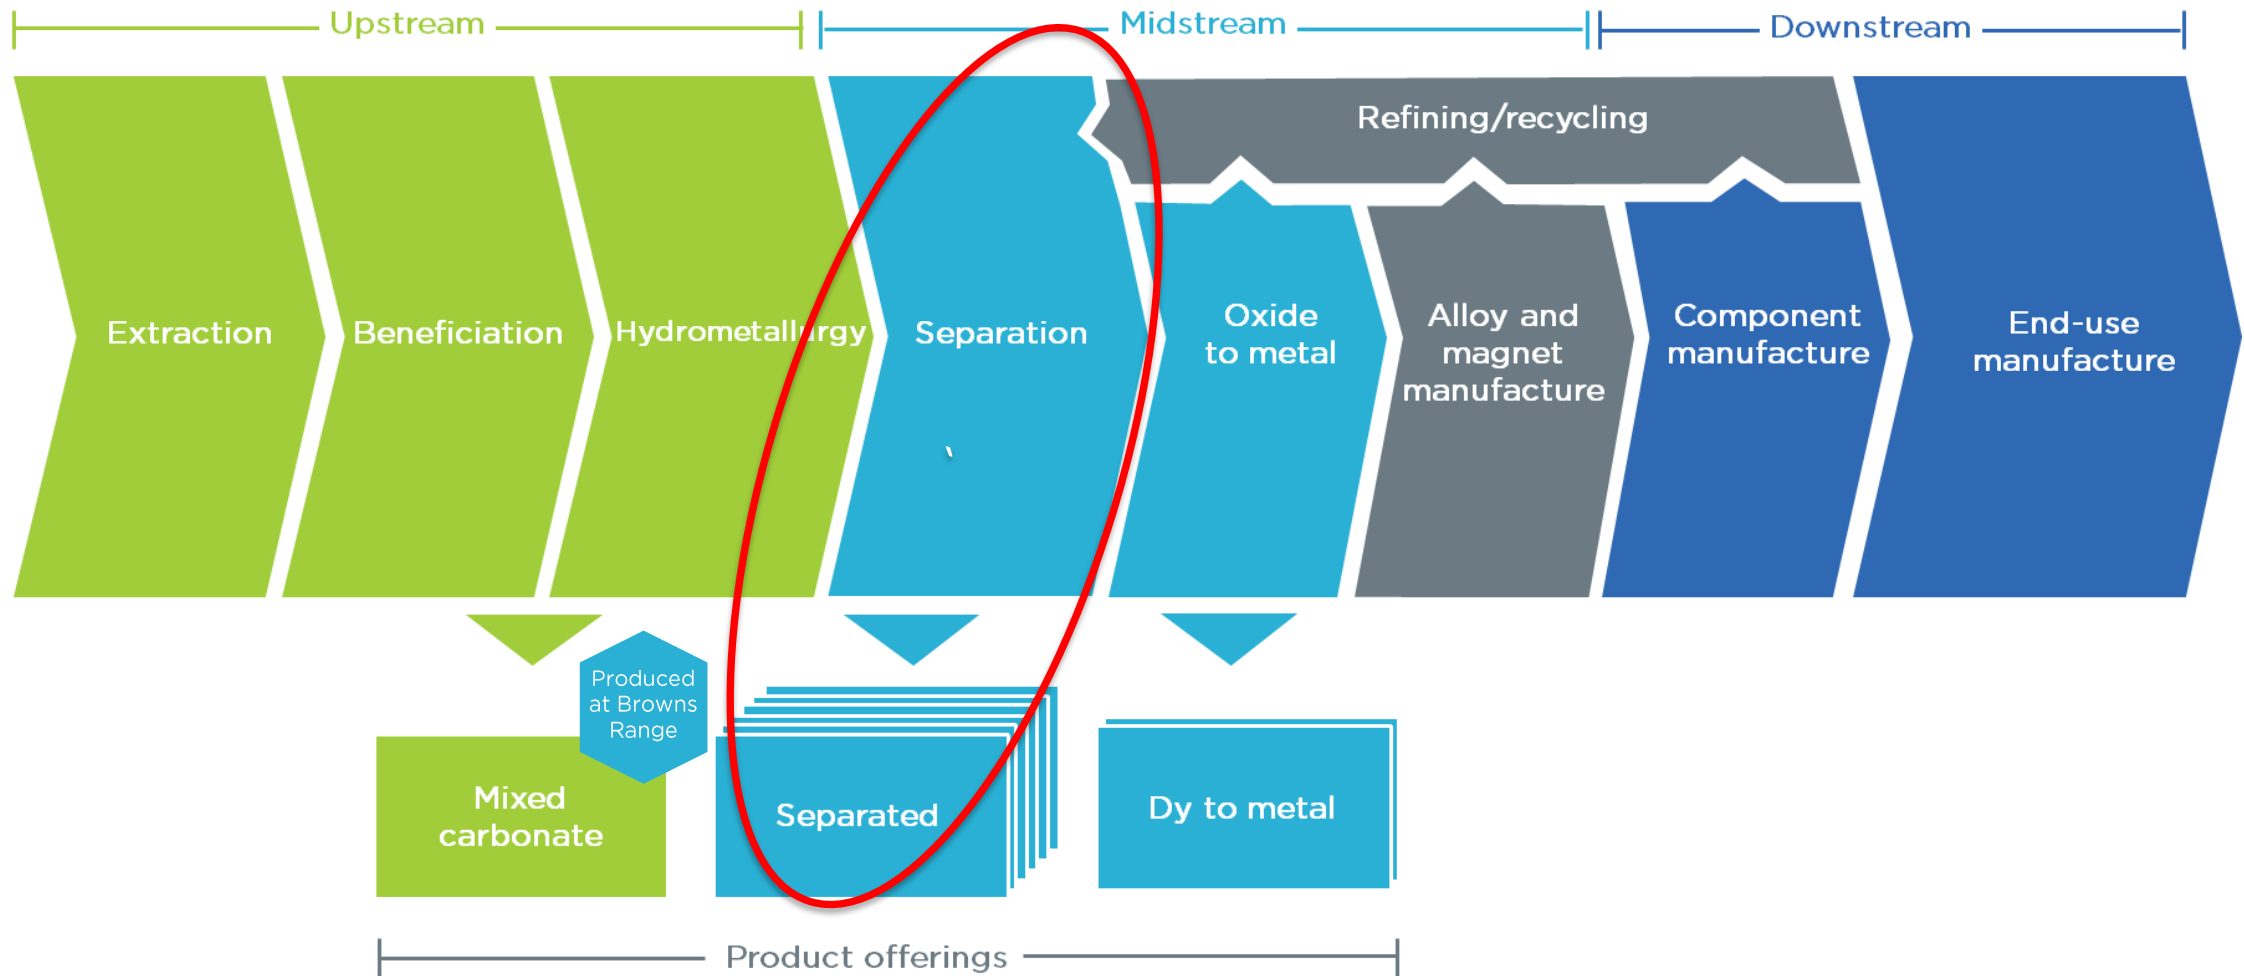 Upstream
Midstream
Downstream
Refining/recycling
Extraction
Beneficiation
Hydrometallurgy
Separation
Oxide
to metal
Alloy and
magnet
manufacture
Component
manufacture
End-use
manufacture
Produced
at Browns
Range
Mixed
carbonate
Separated
Dy to metal
Product offerings